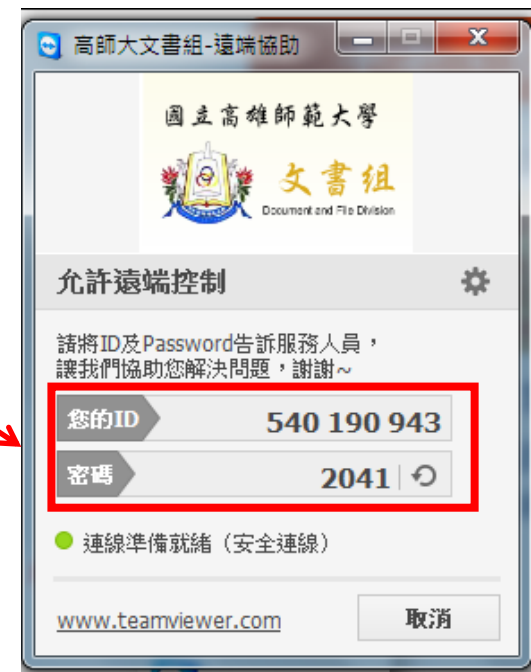 高師大文書組-遠端協助
國立高雄師範大學
文書組
Document and File Division
允許遠端控制
請將ID及Password告訴服務人員，
讓我們協助您解決問題，謝謝~
您的ID 540 190 943
密碼 2041
連線準備就緒（安全連線）
www.teamviewer.com 取消